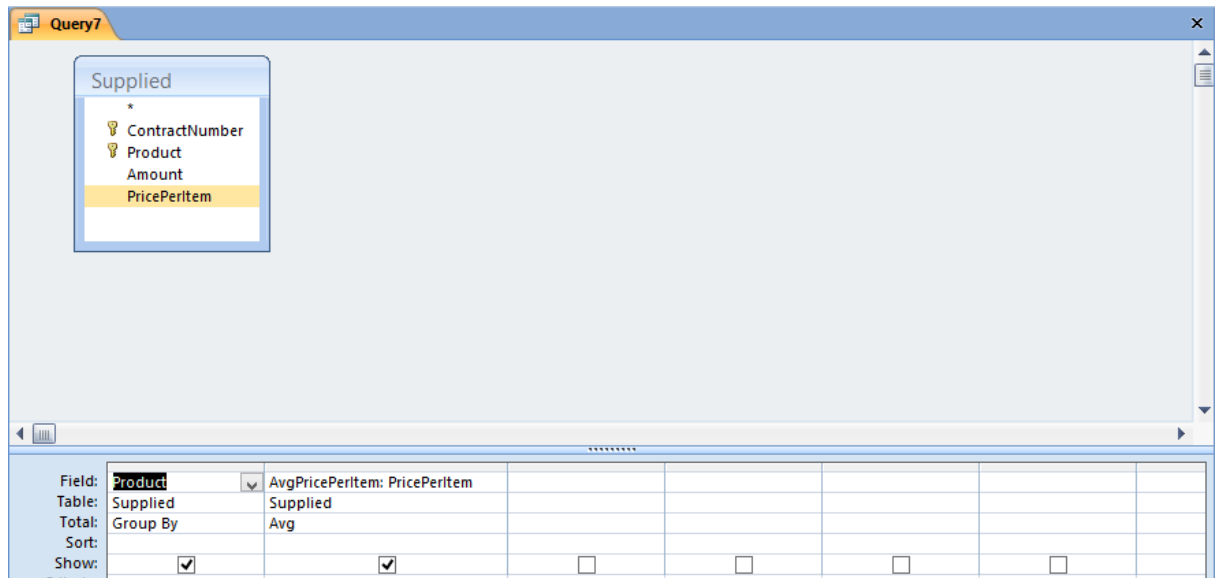 Query7
Supplied
*
ContractNumber
Product
Amount
PricePerItem
Field: Product AvgPricePerItem: PricePerItem
Table: Supplied Supplied
Total: Group By Avg
Sort:
Show: